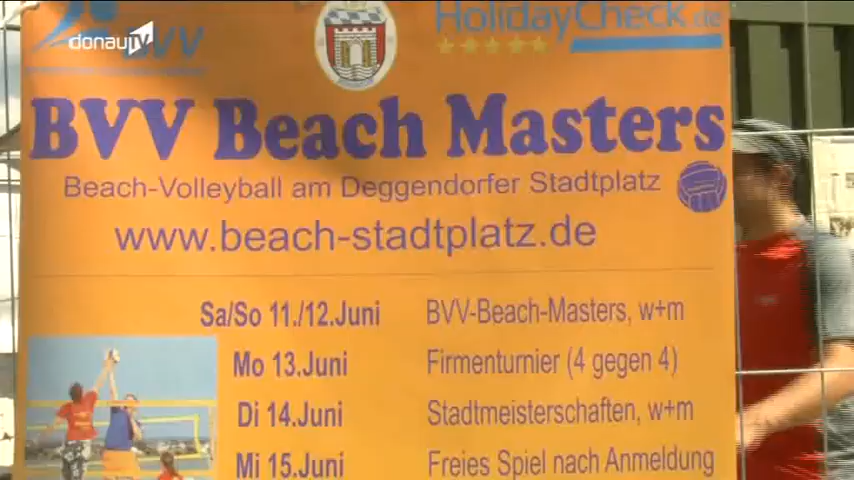 donauTV
BVV
HolidayCheck.de
BVV Beach Masters
Beach-Volleyball am Deggendorfer Stadtplatz
www.beach-stadtplatz.de
Sa/So 11./12.Juni BVV-Beach-Masters, w+m
Mo 13.Juni Firmenturnier (4 gegen 4)
Di 14.Juni Stadtmeisterschaften, w+m
Mi 15.Juni Freies Spiel nach Anmeldung